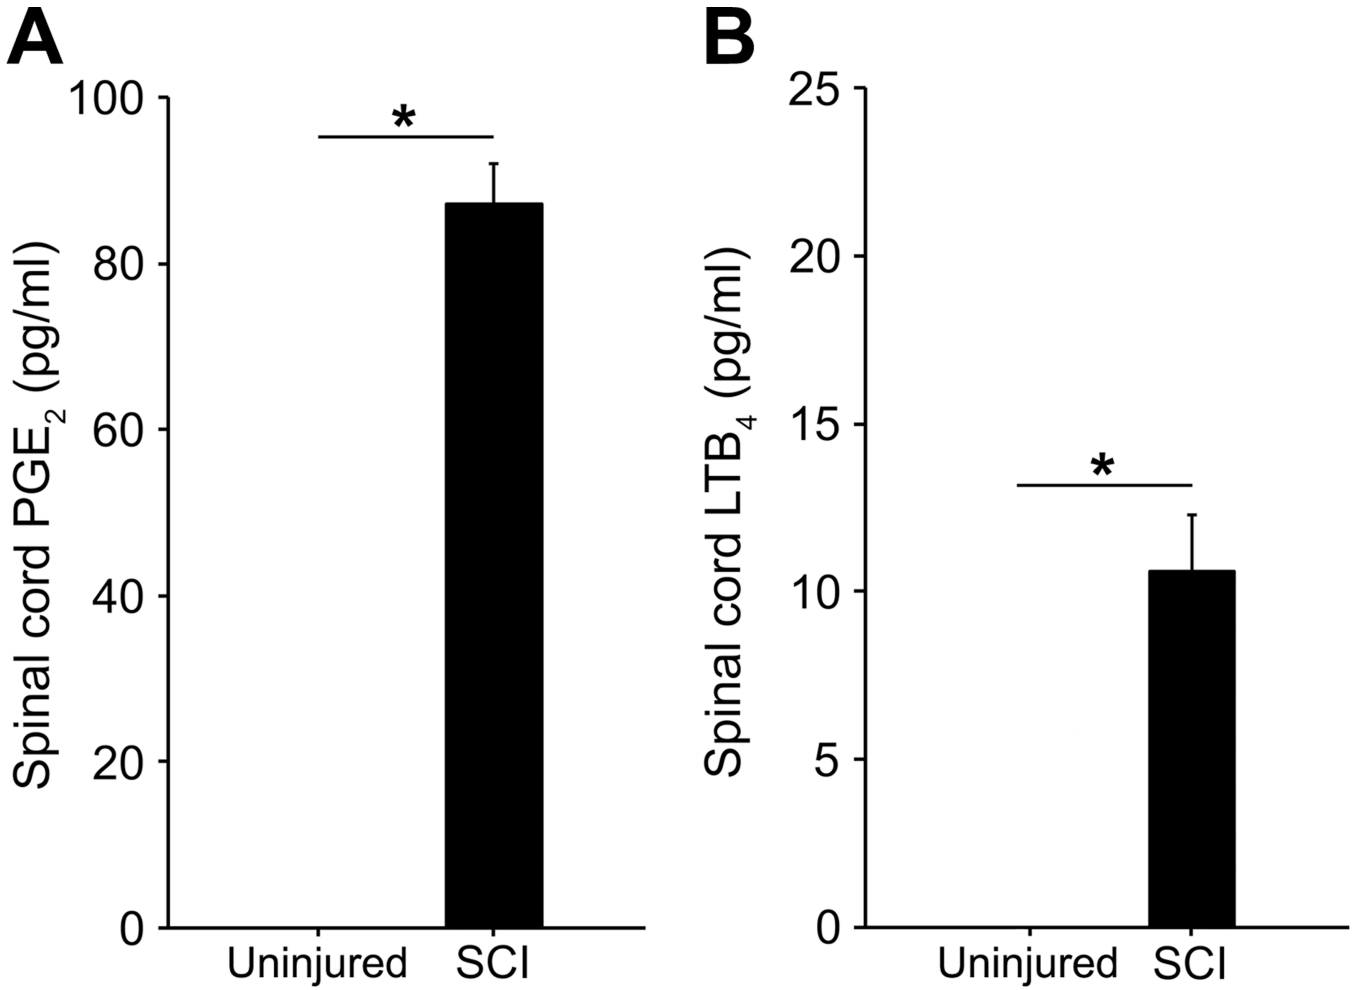 A
100
80
60
40
20
0
Spinal cord PGE₂ (pg/ml)
*
Uninjured
SCI
B
25
20
15
10
5
0
Spinal cord LTB₄ (pg/ml)
*
Uninjured
SCI